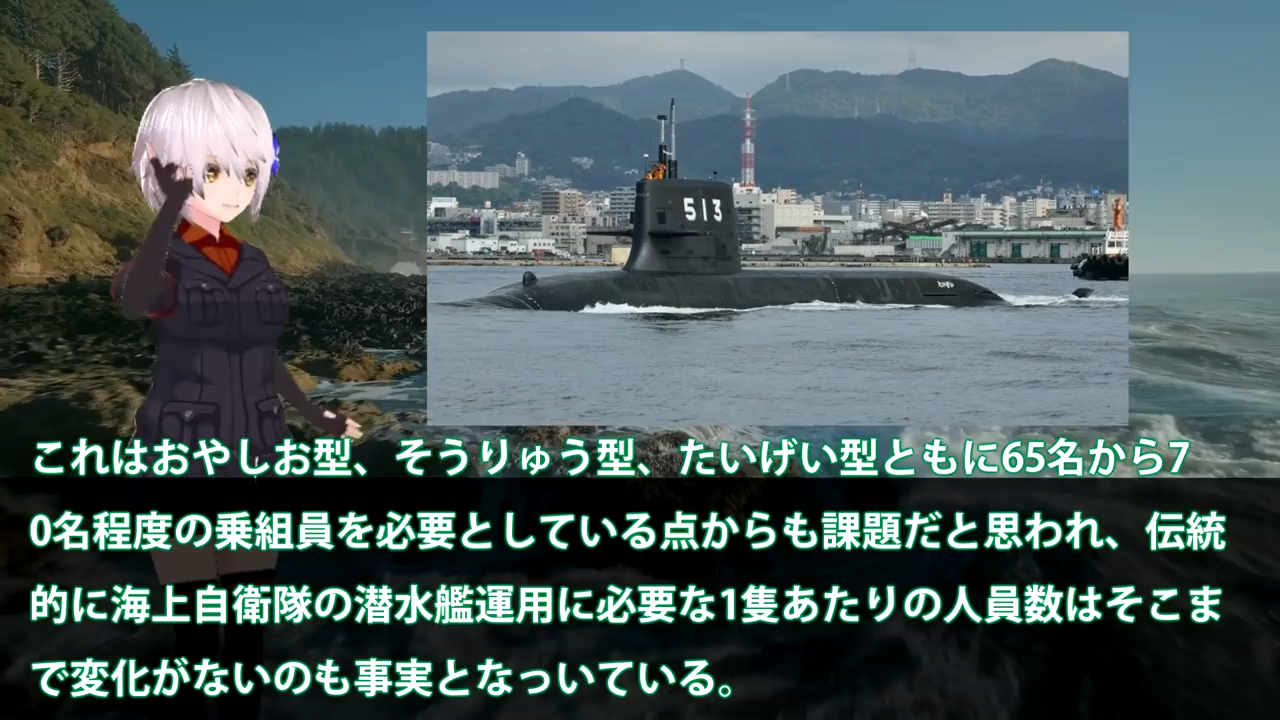 513
これはおやしお型、そうりゅう型、たいげい型ともに65名から7
0名程度の乗組員を必要としている点からも課題だと思われ、伝統
的に海上自衛隊の潜水艦運用に必要な1隻あたりの人員数はそこま
で変化がないのも事実となっいている。